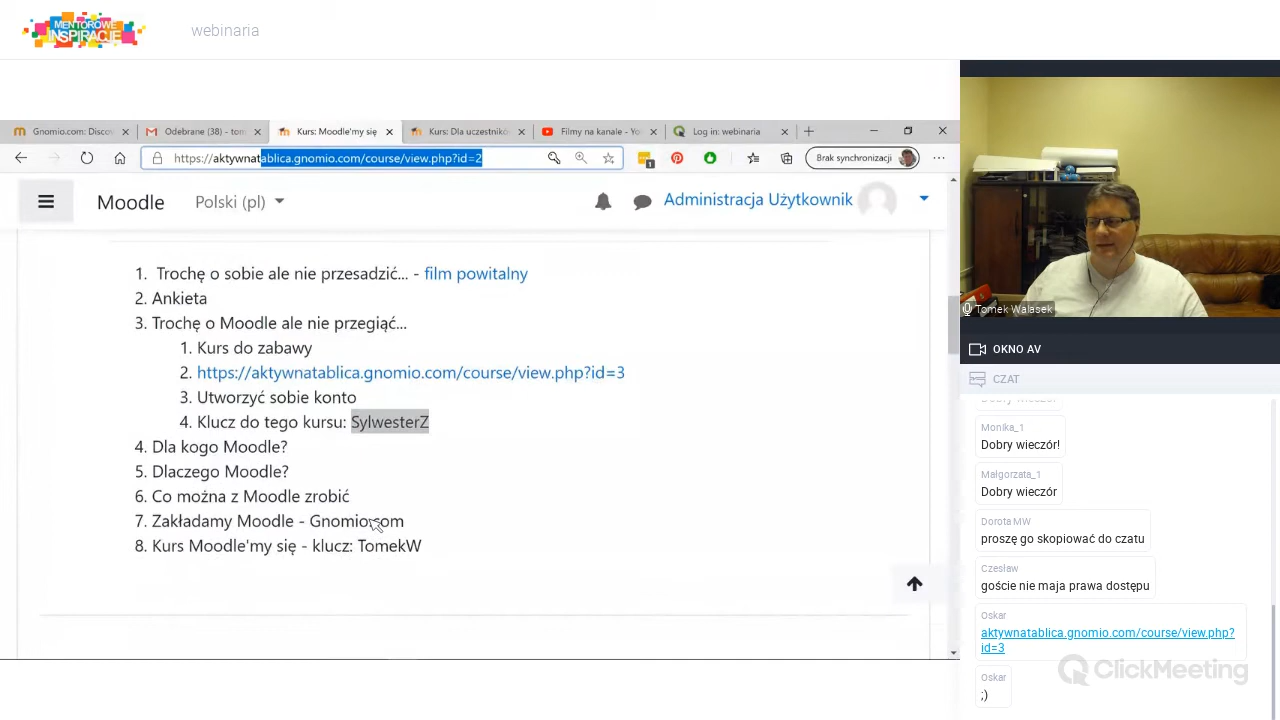 MENTOROWE
INSPIRACJE
webinaria
Gnomio.com: Discov
Odebrane (38) - tom
Kurs: Moodle'my się
Kurs: Dla uczestnikó
Filmy na kanale - Yo
Log in: webinaria
https://aktywnatablica.gnomio.com/course/view.php?id=2
1
Brak synchronizacji
Moodle
Polski (pl)
Administracja Użytkownik
1. Trochę o sobie ale nie przesadzić... - film powitalny
2. Ankieta
3. Trochę o Moodle ale nie przegiąć...
1. Kurs do zabawy
2. https://aktywnatablica.gnomio.com/course/view.php?id=3
3. Utworzyć sobie konto
4. Klucz do tego kursu: SylwesterZ
4. Dla kogo Moodle?
5. Dlaczego Moodle?
6. Co można z Moodle zrobić
7. Zakładamy Moodle - Gnomio.com
8. Kurs Moodle'my się - klucz: TomekW
Tomek Walasek
OKNO AV
CZAT
Dobry wieczór!
Monika_1
Dobry wieczór!
Małgorzata_1
Dobry wieczór
Dorota MW
proszę go skopiować do czatu
Czesław
goście nie maja prawa dostępu
Oskar
aktywnatablica.gnomio.com/course/view.php?
id=3
Oskar
;)
ClickMeeting